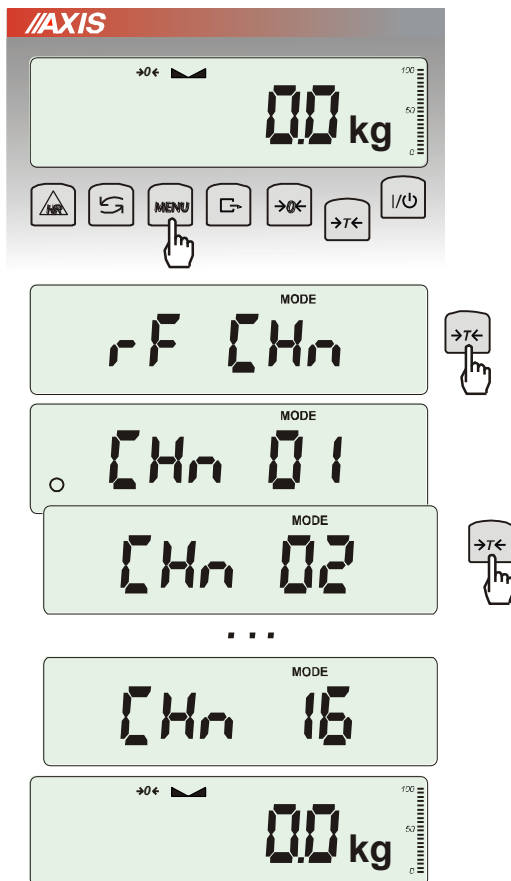 //AXIS
→0← 100
50
0.0 kg
0
HR MENU →0← →T← I/⏻
MODE
rF CHn
→T←
MODE
CHn 01
MODE
CHn 02
→T←
...
MODE
CHn 16
→0← 100
50
0.0 kg
0